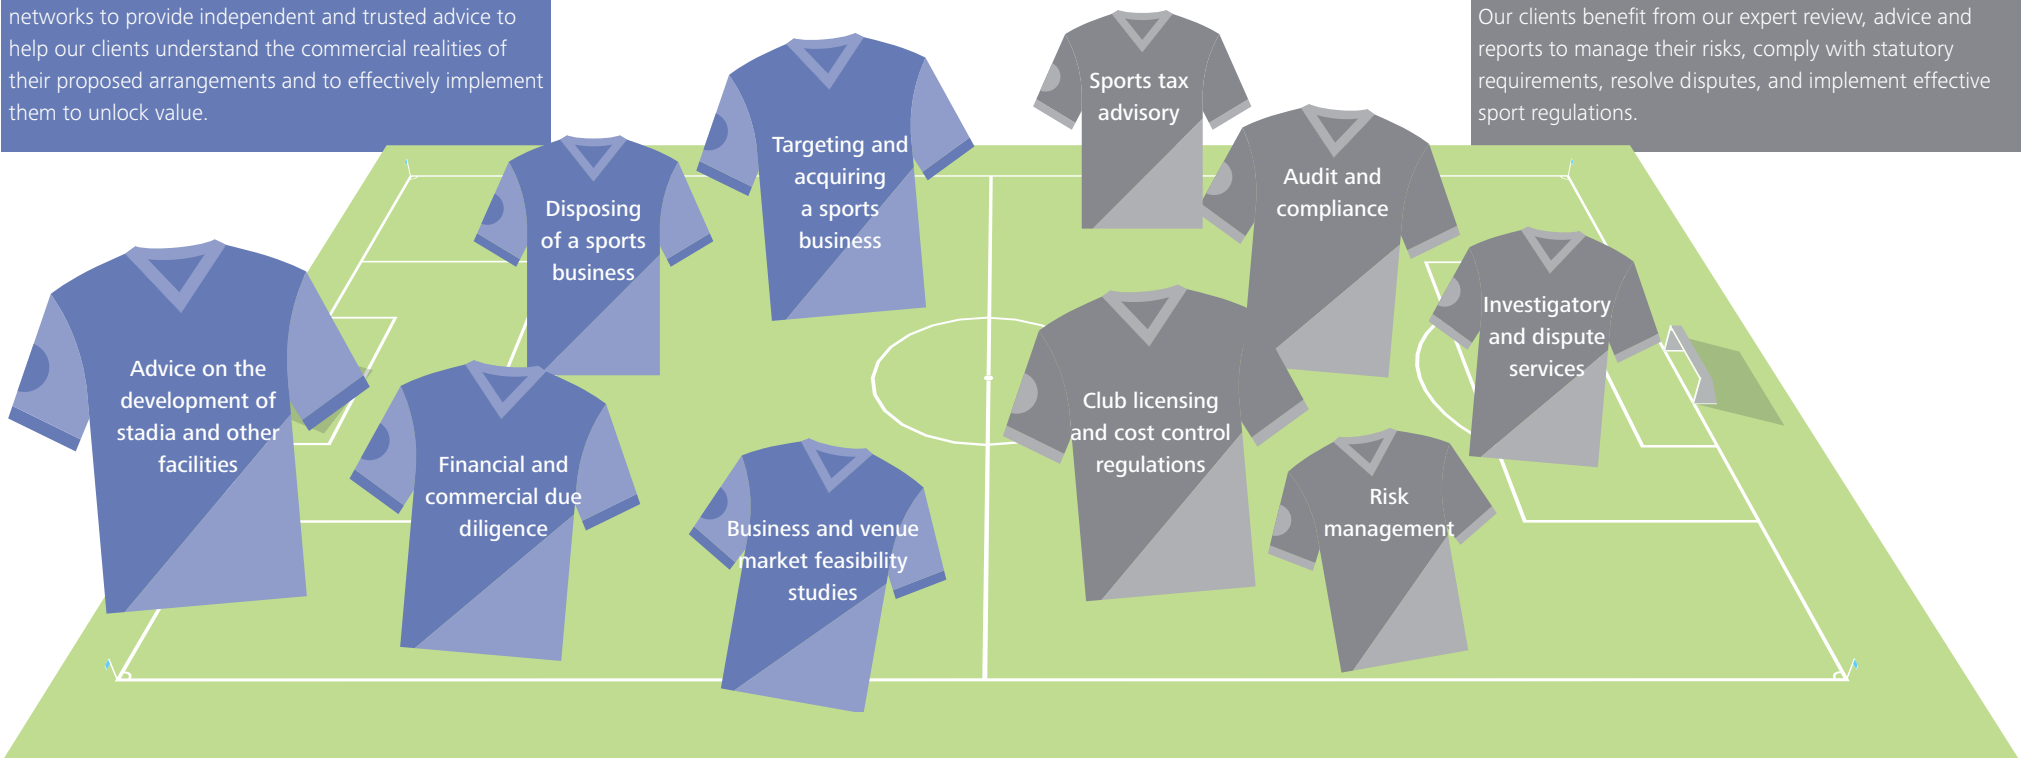 networks to provide independent and trusted advice to
help our clients understand the commercial realities of
their proposed arrangements and to effectively implement
them to unlock value.
Our clients benefit from our expert review, advice and
reports to manage their risks, comply with statutory
requirements, resolve disputes, and implement effective
sport regulations.
Sports tax
advisory
Targeting and
acquiring
a sports
business
Audit and
compliance
Disposing
of a sports
business
Investigatory
and dispute
services
Advice on the
development of
stadia and other
facilities
Club licensing
and cost control
regulations
Financial and
commercial due
diligence
Risk
management
Business and venue
market feasibility
studies